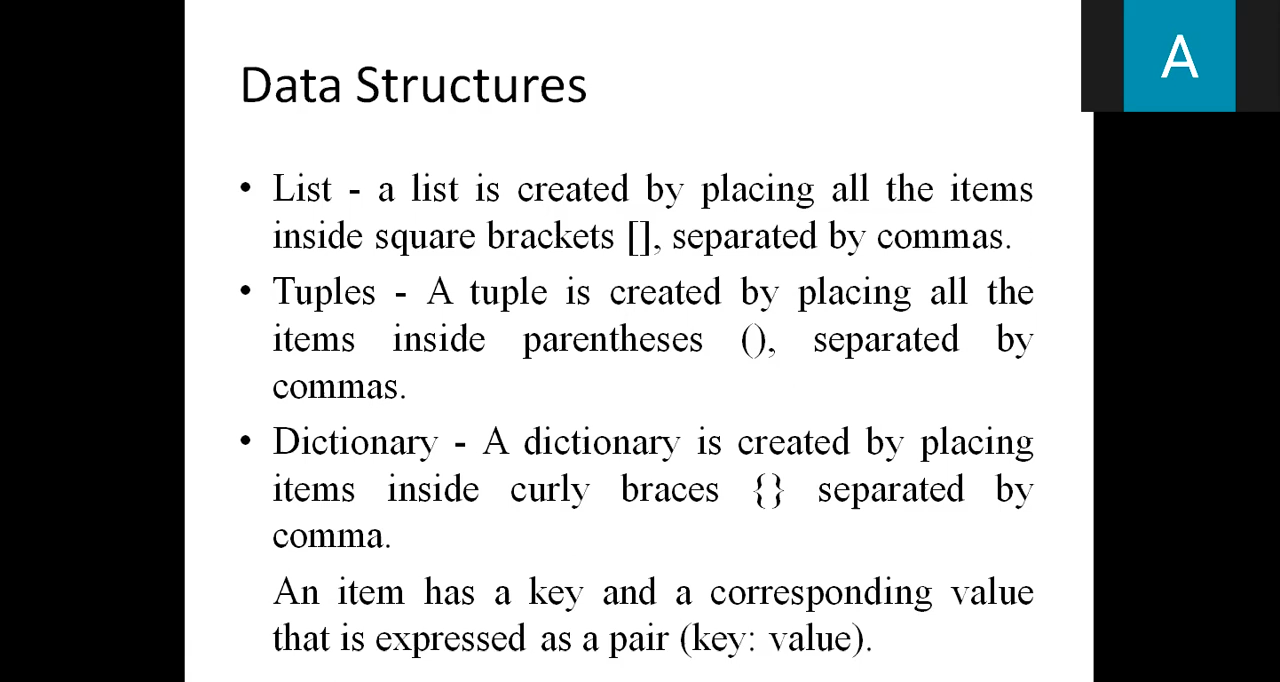 Data Structures
A
• List - a list is created by placing all the items
inside square brackets [], separated by commas.
• Tuples - A tuple is created by placing all the
items inside parentheses (), separated by
commas.
• Dictionary - A dictionary is created by placing
items inside curly braces {} separated by
comma.
An item has a key and a corresponding value
that is expressed as a pair (key: value).